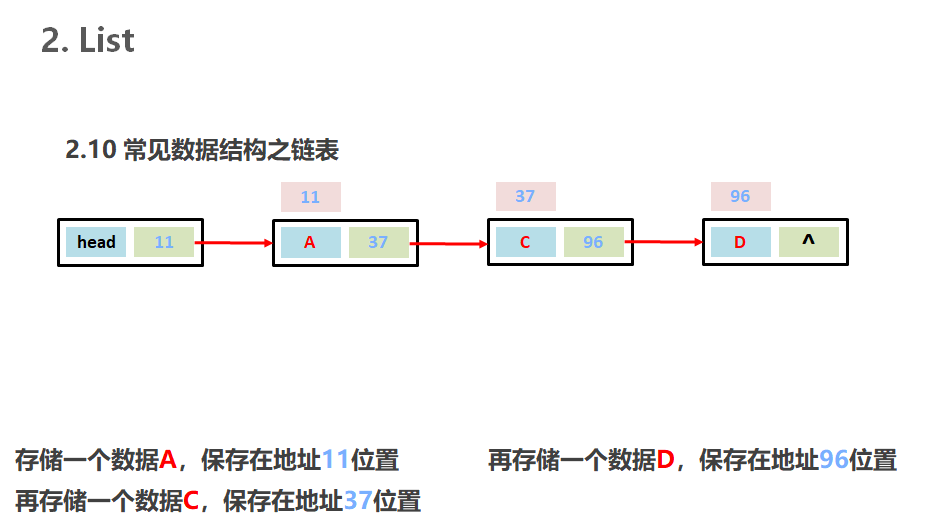 2. List
2.10 常见数据结构之链表
11 37 96
head 11 A 37 C 96 D ^
存储一个数据A，保存在地址11位置
再存储一个数据C，保存在地址37位置
再存储一个数据D，保存在地址96位置